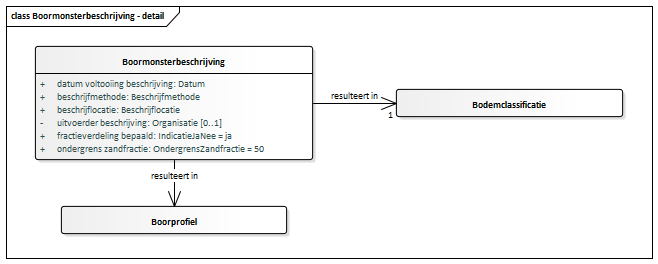 class Boormonsterbeschrijving - detail
Boormonsterbeschrijving
+ datum voltooiing beschrijving: Datum
+ beschrijfmethode: Beschrijfmethode
+ beschrijflocatie: Beschrijflocatie
- uitvoerder beschrijving: Organisatie [0..1]
+ fractieverdeling bepaald: IndicatieJaNee = ja
+ ondergrens zandfractie: OndergrensZandfractie = 50
resulteert in
1
Bodemclassificatie
resulteert in
Boorprofiel